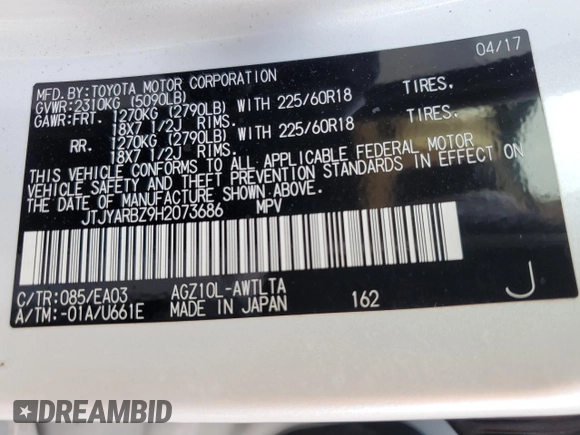 04/17
MFD. BY: TOYOTA MOTOR CORPORATION
GVWR: 2310KG (5090LB)
GAWR: FRT. 1270KG (2790LB) WITH 225/60R18 TIRES.
18X7 1/2J RIMS.
RR. 1270KG (2790LB) WITH 225/60R18 TIRES.
18X7 1/2J RIMS.
THIS VEHICLE CONFORMS TO ALL APPLICABLE FEDERAL MOTOR
VEHICLE SAFETY AND THEFT PREVENTION STANDARDS IN EFFECT ON
THE DATE OF MANUFACTURE SHOWN ABOVE.
JTJYARBZ9H2073686 MPV
C/TR: 085/EA03 AGZ10L-AWTLTA
A/TM: -01A/U661E MADE IN JAPAN 162 J
DREAMBID